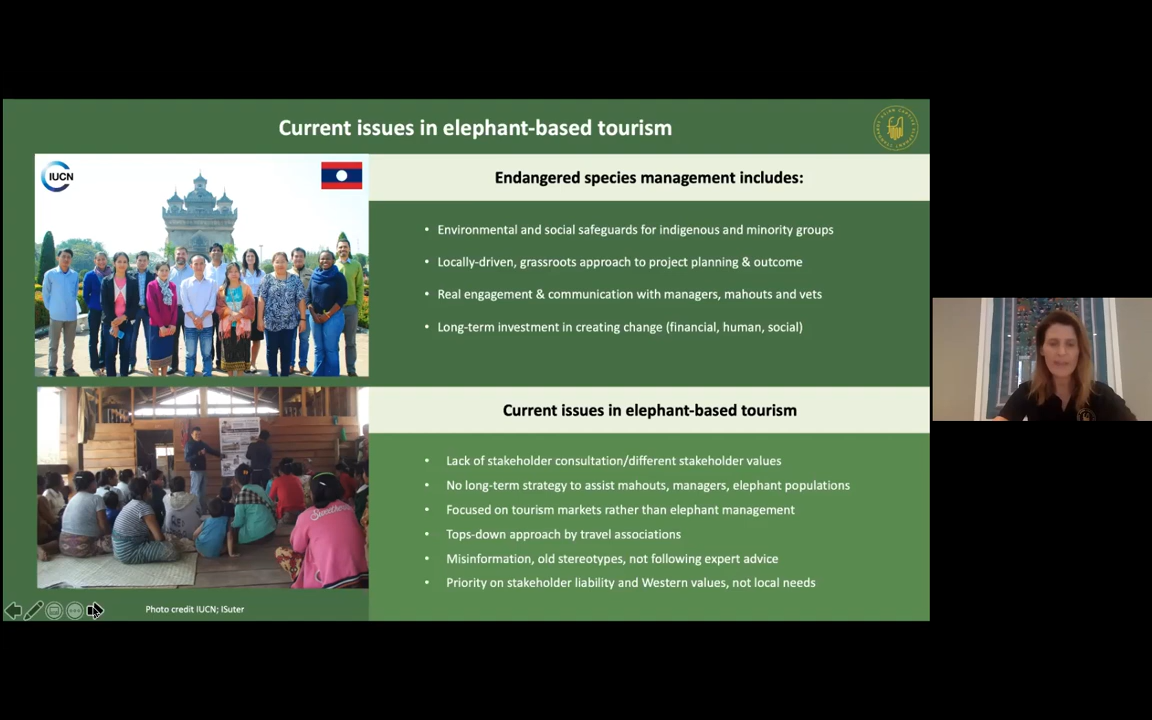 Current issues in elephant-based tourism
IUCN
Endangered species management includes:
• Environmental and social safeguards for indigenous and minority groups
• Locally-driven, grassroots approach to project planning & outcome
• Real engagement & communication with managers, mahouts and vets
• Long-term investment in creating change (financial, human, social)
Current issues in elephant-based tourism
• Lack of stakeholder consultation/different stakeholder values
• No long-term strategy to assist mahouts, managers, elephant populations
• Focused on tourism markets rather than elephant management
• Tops-down approach by travel associations
• Misinformation, old stereotypes, not following expert advice
• Priority on stakeholder liability and Western values, not local needs
Photo credit IUCN; ISuter